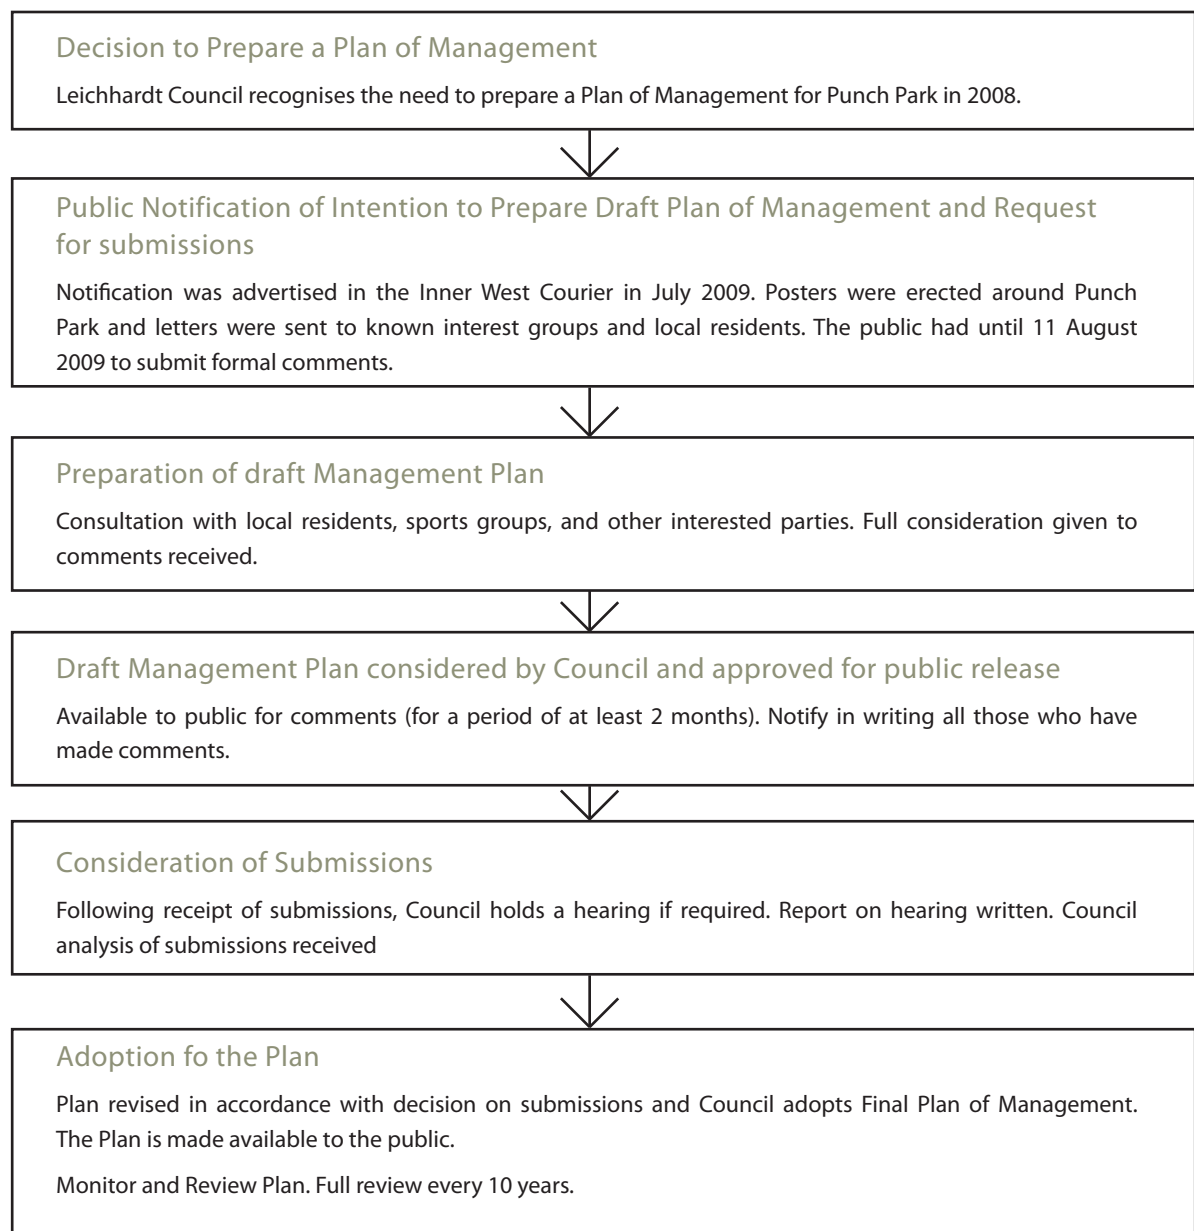 Decision to Prepare a Plan of Management
Leichhardt Council recognises the need to prepare a Plan of Management for Punch Park in 2008.
Public Notification of Intention to Prepare Draft Plan of Management and Request
for submissions
Notification was advertised in the Inner West Courier in July 2009. Posters were erected around Punch
Park and letters were sent to known interest groups and local residents. The public had until 11 August
2009 to submit formal comments.
Preparation of draft Management Plan
Consultation with local residents, sports groups, and other interested parties. Full consideration given to
comments received.
Draft Management Plan considered by Council and approved for public release
Available to public for comments (for a period of at least 2 months). Notify in writing all those who have
made comments.
Consideration of Submissions
Following receipt of submissions, Council holds a hearing if required. Report on hearing written. Council
analysis of submissions received
Adoption fo the Plan
Plan revised in accordance with decision on submissions and Council adopts Final Plan of Management.
The Plan is made available to the public.
Monitor and Review Plan. Full review every 10 years.